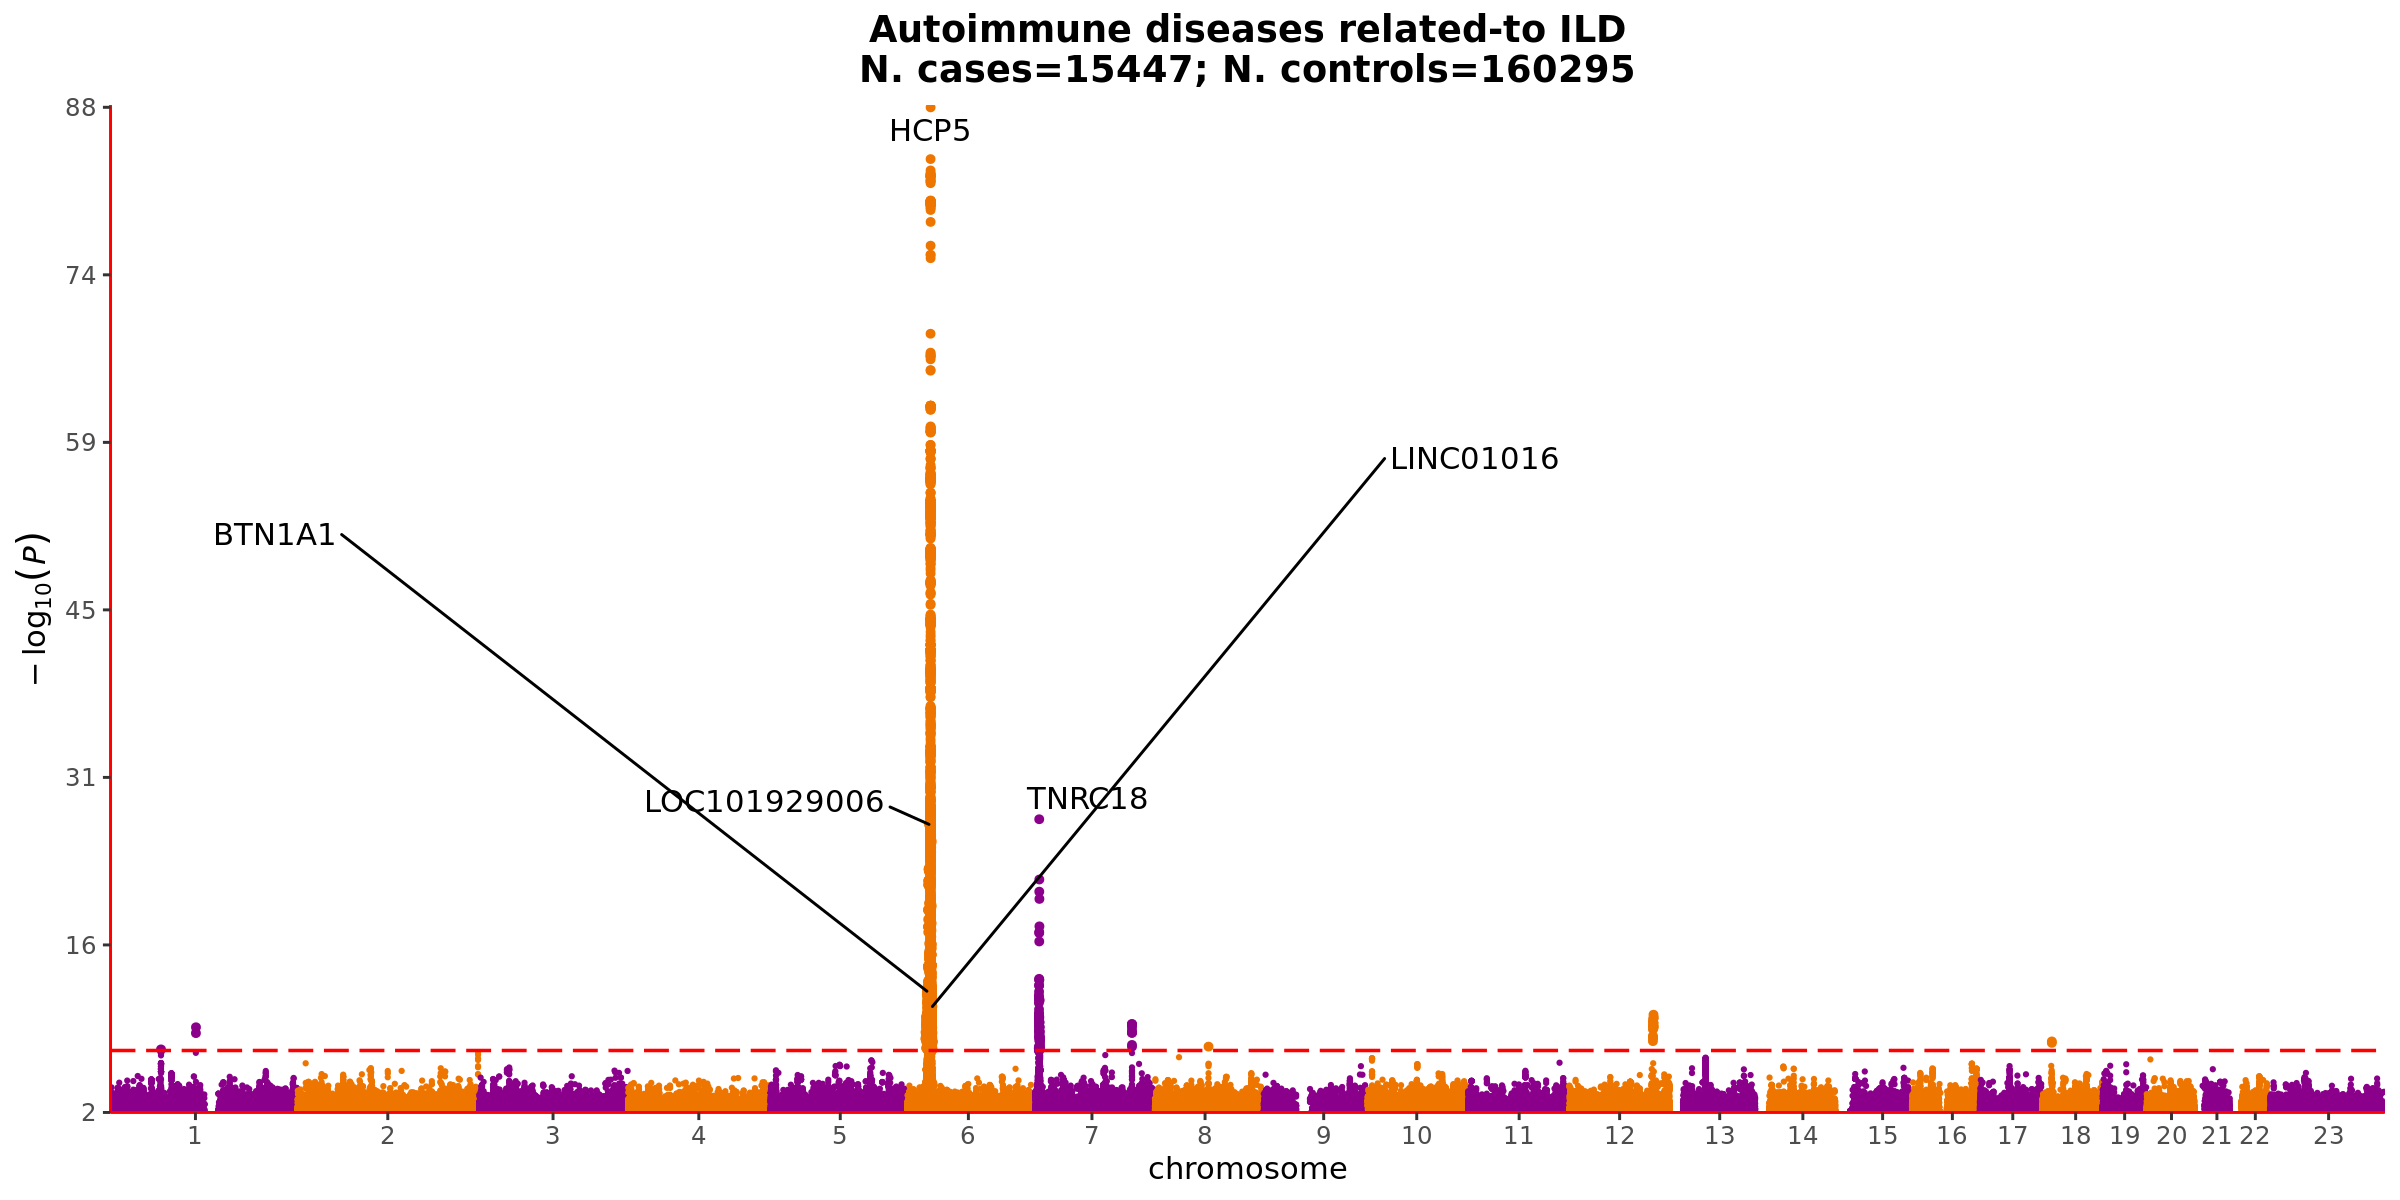 Autoimmune diseases related-to ILD
N. cases=15447; N. controls=160295
88
HCP5
74
59
LINC01016
BTN1A1
− log10(P)
45
31
LOC101929006
TNRC18
16
2
1 2 3 4 5 6 7 8 9 10 11 12 13 14 15 16 17 18 19 20 21 22 23
chromosome